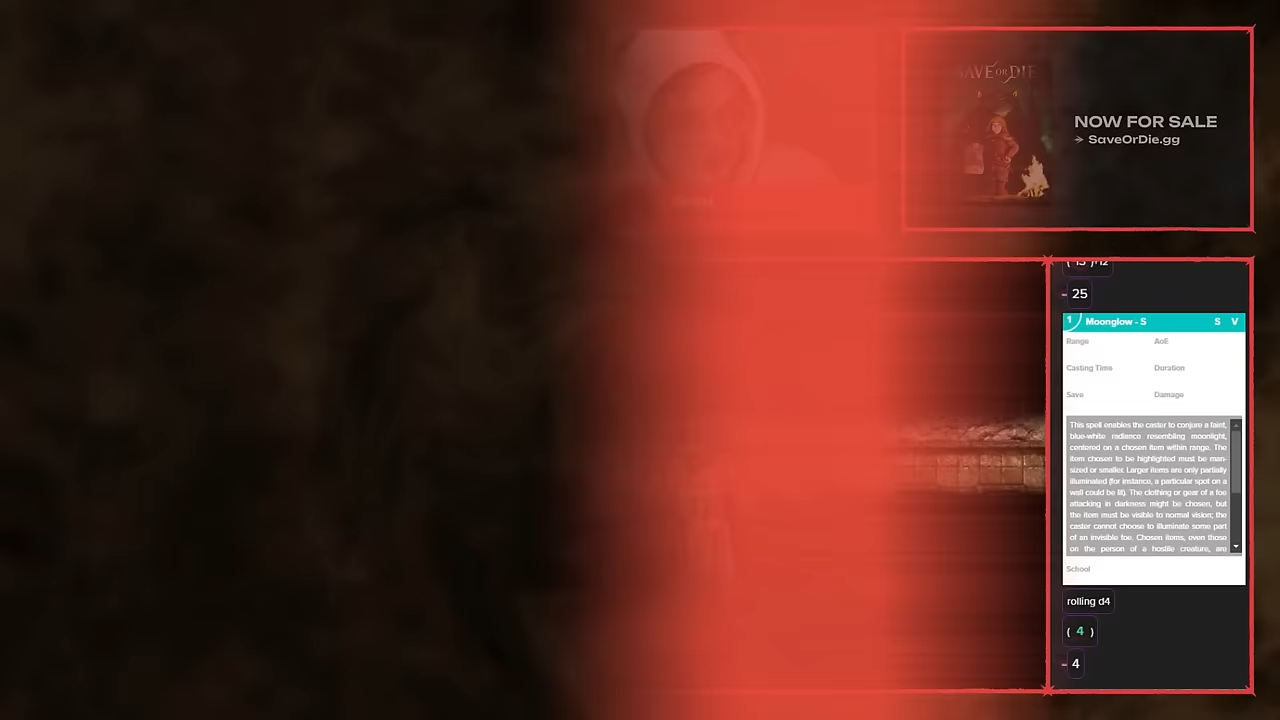 SAVE OR DIE
NOW FOR SALE
→ SaveOrDie.gg
25
1 Moonglow - S S V
Range AoE
Casting Time Duration
Save Damage
This spell enables the caster to conjure a faint,
blue-white radiance resembling moonlight,
centered on a chosen item within range. The
item chosen to be highlighted must be man-
sized or smaller. Larger items are only partially
illuminated (for instance, a particular spot on a
wall could be lit). The clothing or gear of a foe
attacking in darkness might be chosen, but
the item must be visible to normal vision; the
caster cannot choose to illuminate some part
of an invisible foe. Chosen items, even those
on the person of a hostile creature, are
School
rolling d4
( 4 )
4